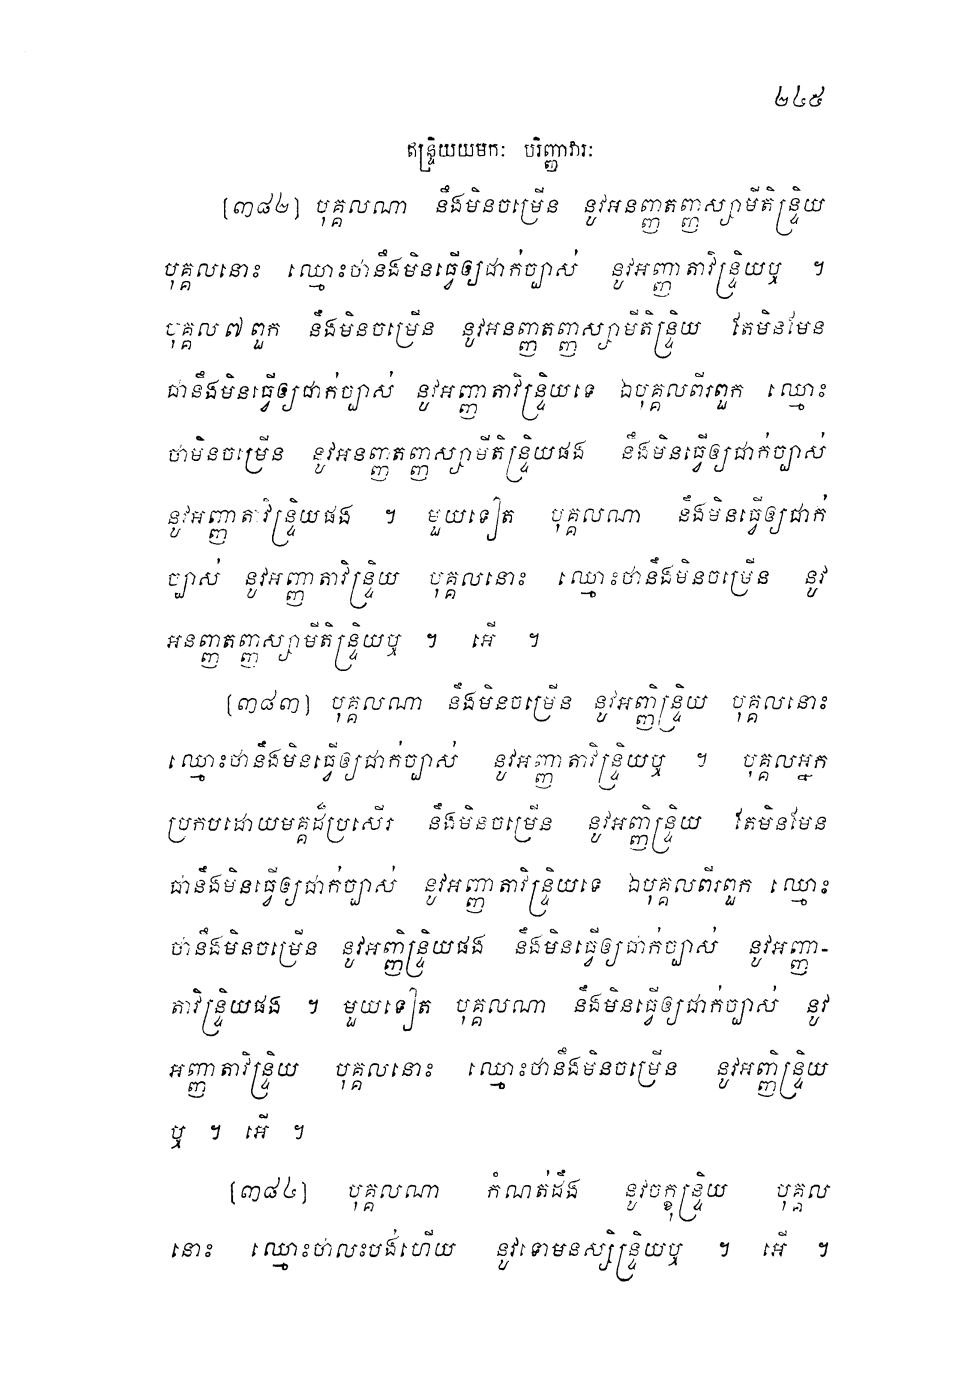 ២៤៥
ឥន្ទ្រិយយមកៈ បរិញ្ញាវារៈ
[៣៨២] បុគ្គលណា នឹងមិនចម្រើន នូវអនញ្ញាតញ្ញស្សាមីតិន្ទ្រិយ
បុគ្គលនោះ ឈ្មោះថានឹងមិនធ្វើឲ្យជាក់ច្បាស់ នូវអញ្ញាតាវិន្ទ្រិយឬ ។
បុគ្គល ៧ ពួក នឹងមិនចម្រើន នូវអនញ្ញាតញ្ញស្សាមីតិន្ទ្រិយ តែមិនមែន
ជានឹងមិនធ្វើឲ្យជាក់ច្បាស់ នូវអញ្ញាតាវិន្ទ្រិយទេ ឯបុគ្គលពីរពួក ឈ្មោះ
ថាមិនចម្រើន នូវអនញ្ញាតញ្ញស្សាមីតិន្ទ្រិយផង នឹងមិនធ្វើឲ្យជាក់ច្បាស់
នូវអញ្ញាតាវិន្ទ្រិយផង ។ មួយទៀត បុគ្គលណា នឹងមិនធ្វើឲ្យជាក់
ច្បាស់ នូវអញ្ញាតាវិន្ទ្រិយ បុគ្គលនោះ ឈ្មោះថានឹងមិនចម្រើន នូវ
អនញ្ញាតញ្ញស្សាមីតិន្ទ្រិយឬ ។ អើ ។
[៣៨៣] បុគ្គលណា នឹងមិនចម្រើន នូវអញ្ញិន្ទ្រិយ បុគ្គលនោះ
ឈ្មោះថានឹងមិនធ្វើឲ្យជាក់ច្បាស់ នូវអញ្ញាតាវិន្ទ្រិយឬ ។ បុគ្គលអ្នក
ប្រកបដោយមគ្គដ៏ប្រសើរ នឹងមិនចម្រើន នូវអញ្ញិន្ទ្រិយ តែមិនមែន
ជានឹងមិនធ្វើឲ្យជាក់ច្បាស់ នូវអញ្ញាតាវិន្ទ្រិយទេ ឯបុគ្គលពីរពួក ឈ្មោះ
ថានឹងមិនចម្រើន នូវអញ្ញិន្ទ្រិយផង នឹងមិនធ្វើឲ្យជាក់ច្បាស់ នូវអញ្ញា-
តាវិន្ទ្រិយផង ។ មួយទៀត បុគ្គលណា នឹងមិនធ្វើឲ្យជាក់ច្បាស់ នូវ
អញ្ញាតាវិន្ទ្រិយ បុគ្គលនោះ ឈ្មោះថានឹងមិនចម្រើន នូវអញ្ញិន្ទ្រិយ
ឬ ។ អើ ។
[៣៨៤] បុគ្គលណា កំណត់ដឹង នូវចក្ខុន្ទ្រិយ បុគ្គល
នោះ ឈ្មោះថាលះបង់ហើយ នូវទោមនស្សិន្ទ្រិយឬ ។ អើ ។